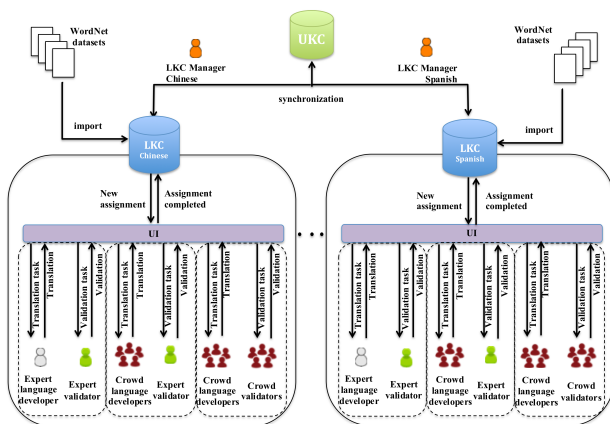 WordNet
datasets
UKC
WordNet
datasets
LKC Manager
Chinese
LKC Manager
Spanish
synchronization
import
import
LKC
Chinese
LKC
Spanish
New
assignment
Assignment
completed
New
assignment
Assignment
completed
UI
...
UI
Translation task
Translation
Validation task
Validation
Translation task
Translation
Validation task
Validation
Translation task
Translation
Validation task
Validation
Translation task
Translation
Validation task
Validation
Translation task
Translation
Validation task
Validation
Translation task
Translation
Validation task
Validation
Expert
language
developer
Expert
validator
Crowd
language
developers
Expert
validator
Crowd
language
developers
Crowd
validators
Expert
language
developer
Expert
validator
Crowd
language
developers
Expert
validator
Crowd
language
developers
Crowd
validators